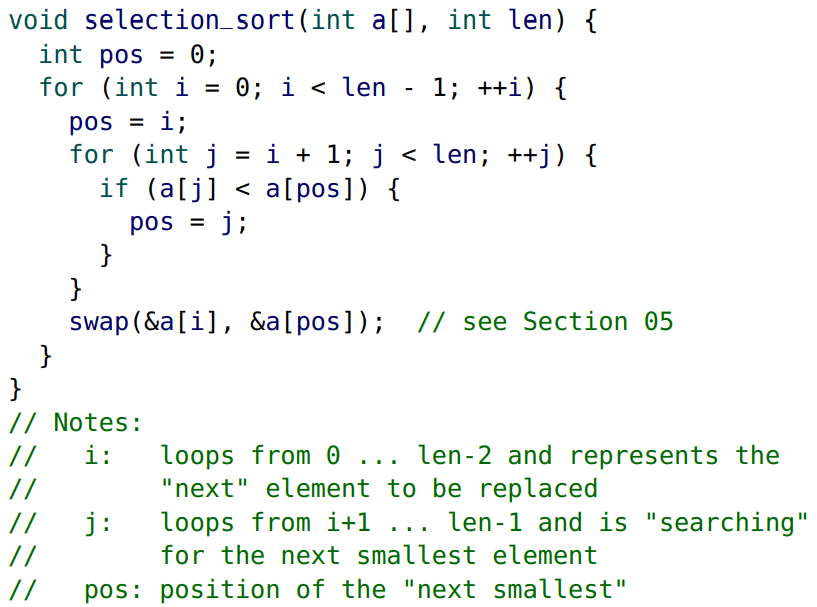 void selection_sort(int a[], int len) {
  int pos = 0;
  for (int i = 0; i < len - 1; ++i) {
    pos = i;
    for (int j = i + 1; j < len; ++j) {
      if (a[j] < a[pos]) {
        pos = j;
      }
    }
    swap(&a[i], &a[pos]);  // see Section 05
  }
}
// Notes:
//   i:   loops from 0 ... len-2 and represents the
//        "next" element to be replaced
//   j:   loops from i+1 ... len-1 and is "searching"
//        for the next smallest element
//   pos: position of the "next smallest"